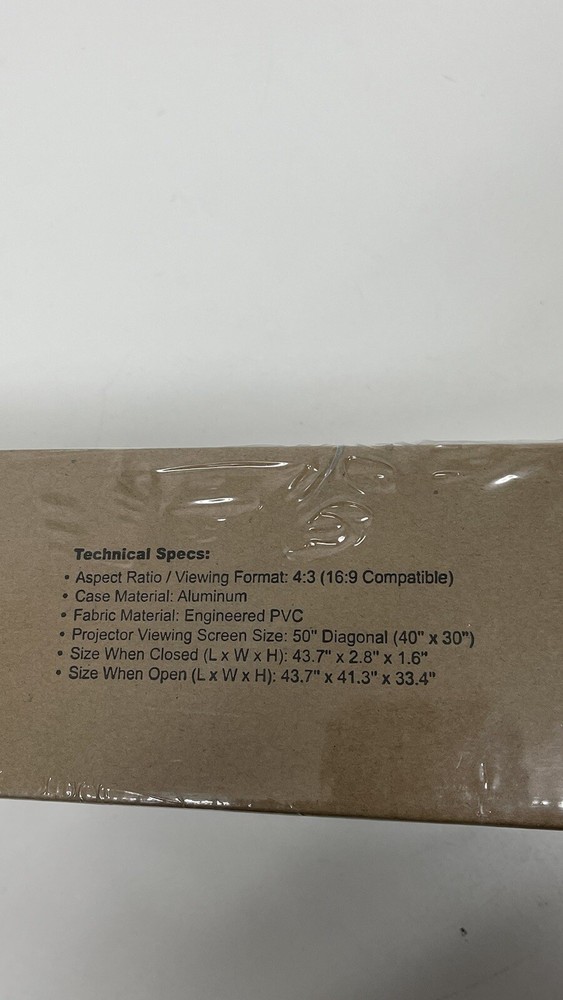 Technical Specs:
• Aspect Ratio / Viewing Format: 4:3 (16:9 Compatible)
• Case Material: Aluminum
• Fabric Material: Engineered PVC
• Projector Viewing Screen Size: 50" Diagonal (40" x 30")
• Size When Closed (L x W x H): 43.7" x 2.8" x 1.6"
• Size When Open (L x W x H): 43.7" x 41.3" x 33.4"